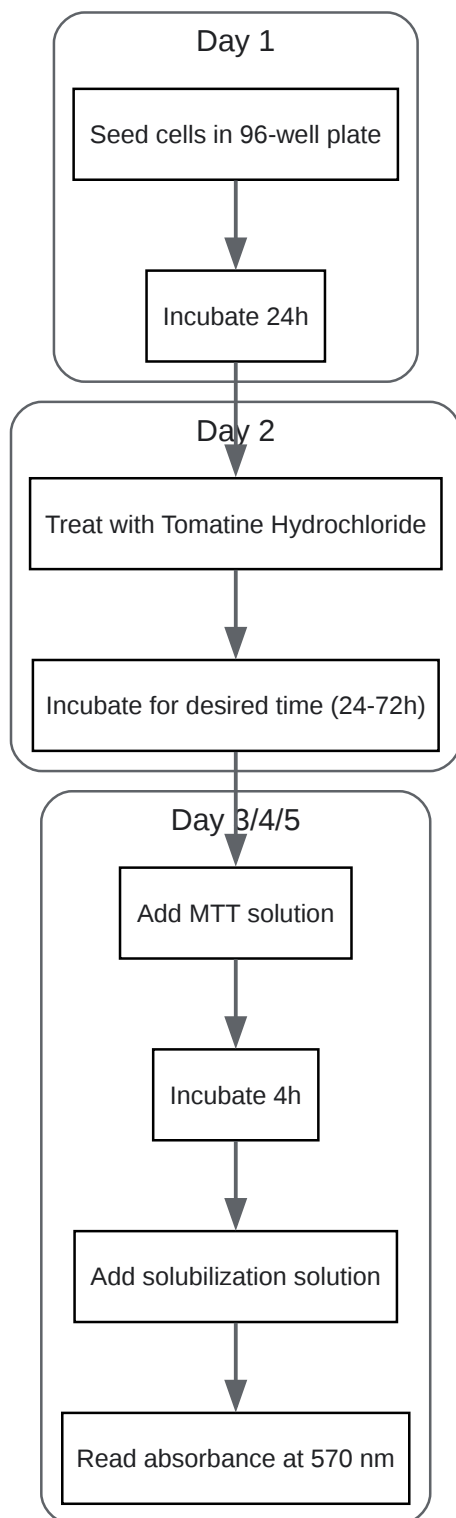 Day 1
Seed cells in 96-well plate
Incubate 24h
Day 2
Treat with Tomatine Hydrochloride
Incubate for desired time (24-72h)
Day 3/4/5
Add MTT solution
Incubate 4h
Add solubilization solution
Read absorbance at 570 nm